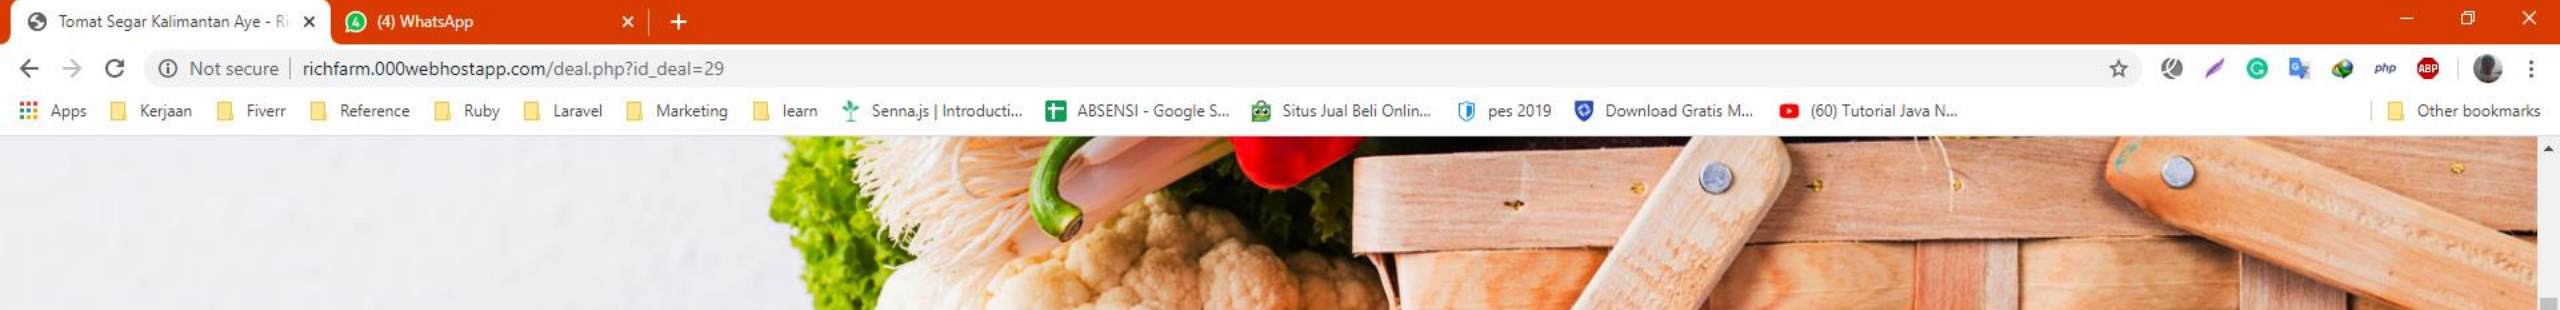 Tomat Segar Kalimantan Aye - Ri
(4) WhatsApp
Not secure richfarm.000webhostapp.com/deal.php?id_deal=29
php ABP
Apps Kerjaan Fiverr Reference Ruby Laravel Marketing learn Senna.js | Introducti... ABSENSI - Google S... Situs Jual Beli Onlin... pes 2019 Download Gratis M... (60) Tutorial Java N... Other bookmarks